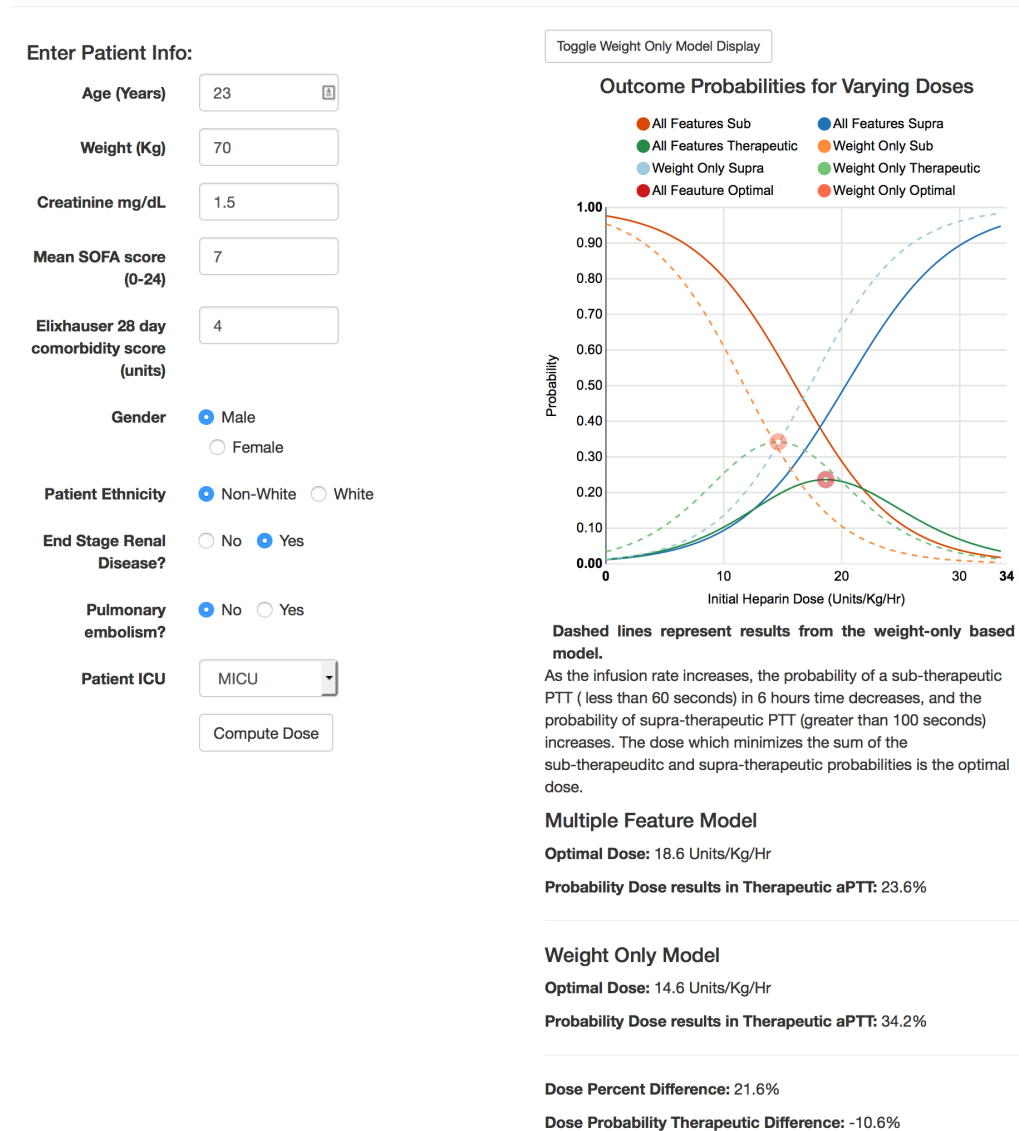 Enter Patient Info:
Age (Years) 23
Weight (Kg) 70
Creatinine mg/dL 1.5
Mean SOFA score
(0-24)
7
Elixhauser 28 day
comorbidity score
(units)
4
Gender Male
Female
Patient Ethnicity Non-White White
End Stage Renal
Disease?
No Yes
Pulmonary
embolism?
No Yes
Patient ICU MICU
Compute Dose
Toggle Weight Only Model Display
Outcome Probabilities for Varying Doses
All Features Sub All Features Supra
All Features Therapeutic Weight Only Sub
Weight Only Supra Weight Only Therapeutic
All Feauture Optimal Weight Only Optimal
1.00
0.90
0.80
0.70
0.60
0.50
0.40
0.30
0.20
0.10
0.00
Probability
0 10 20 30 34
Initial Heparin Dose (Units/Kg/Hr)
Dashed lines represent results from the weight-only based
model.
As the infusion rate increases, the probability of a sub-therapeutic
PTT ( less than 60 seconds) in 6 hours time decreases, and the
probability of supra-therapeutic PTT (greater than 100 seconds)
increases. The dose which minimizes the sum of the
sub-therapeuditc and supra-therapeutic probabilities is the optimal
dose.
Multiple Feature Model
Optimal Dose: 18.6 Units/Kg/Hr
Probability Dose results in Therapeutic aPTT: 23.6%
Weight Only Model
Optimal Dose: 14.6 Units/Kg/Hr
Probability Dose results in Therapeutic aPTT: 34.2%
Dose Percent Difference: 21.6%
Dose Probability Therapeutic Difference: -10.6%